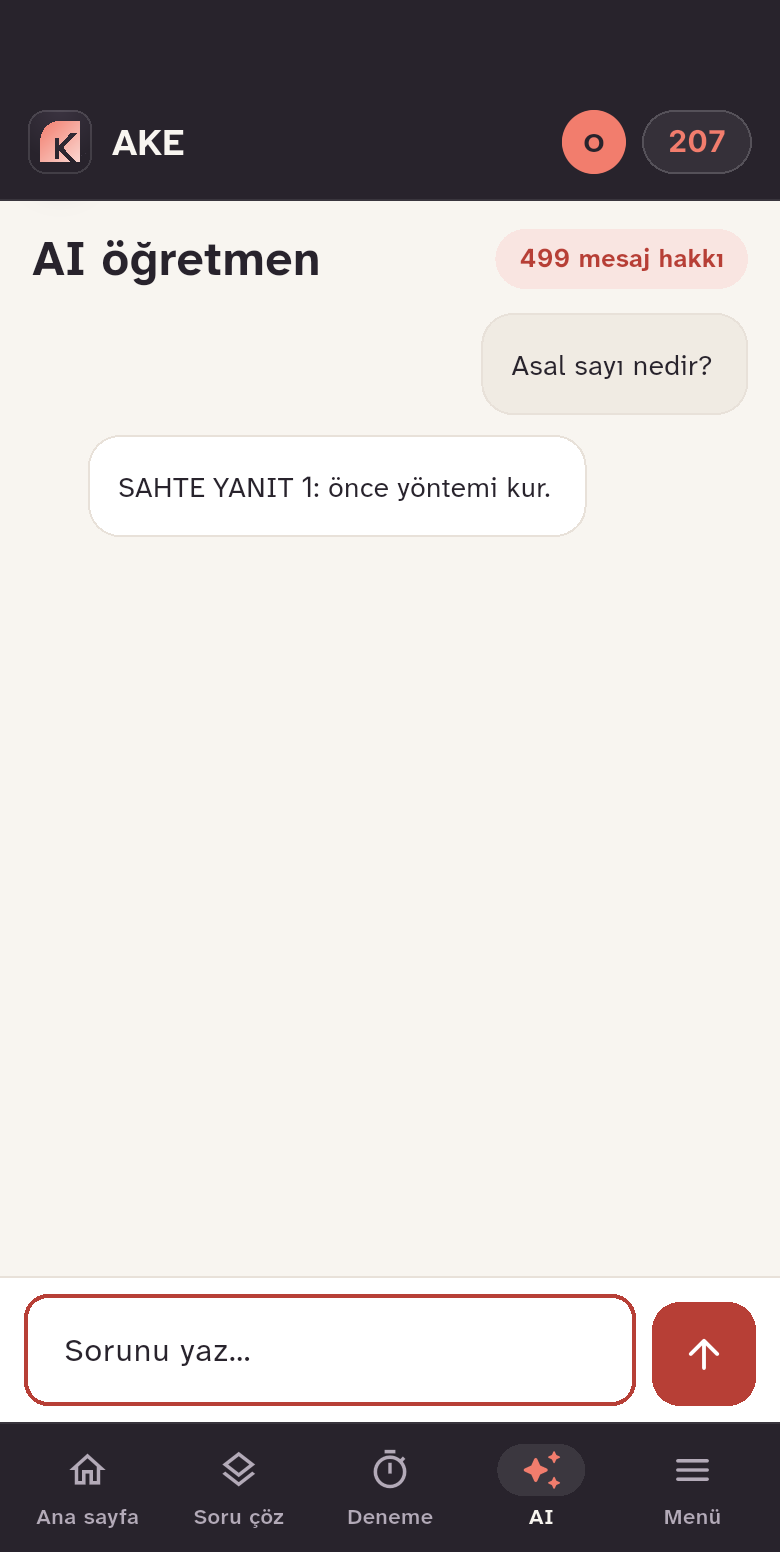 K AKE
O 207
AI öğretmen
499 mesaj hakkı
Asal sayı nedir?
SAHTE YANIT 1: önce yöntemi kur.
Sorunu yaz...
Ana sayfa Soru çöz Deneme AI Menü